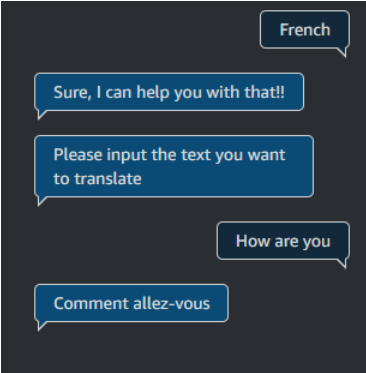 French
Sure, I can help you with that!!
Please input the text you want
to translate
How are you
Comment allez-vous